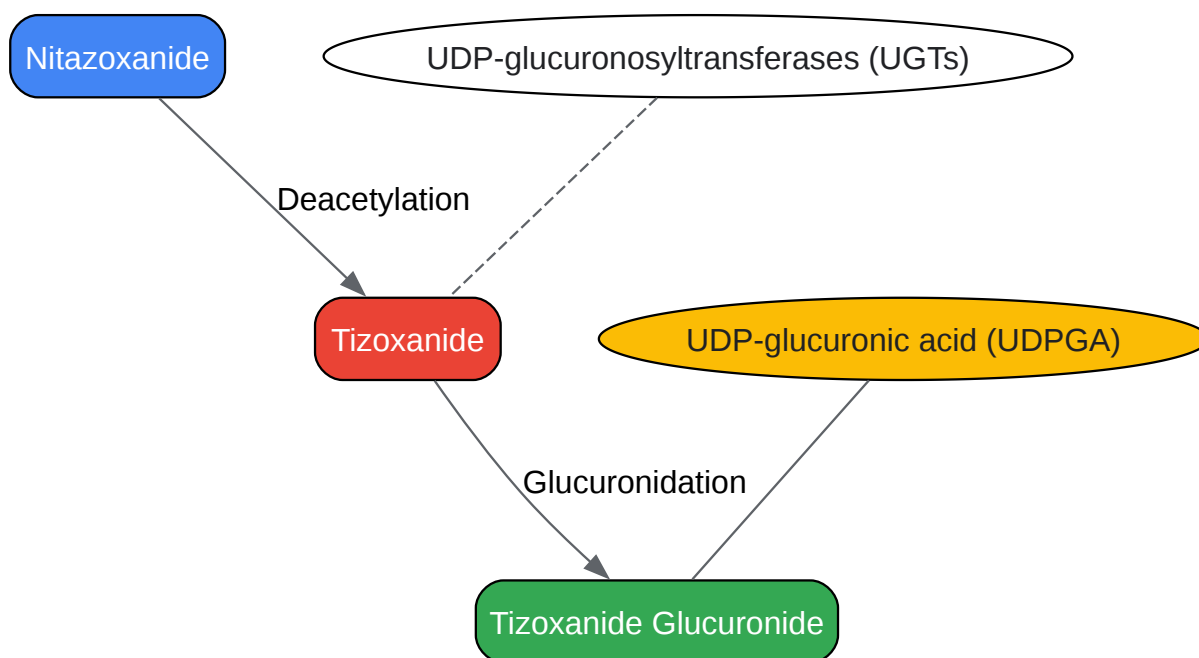 Nitazoxanide
UDP-glucuronosyltransferases (UGTs)
Deacetylation
Tizoxanide
UDP-glucuronic acid (UDPGA)
Glucuronidation
Tizoxanide Glucuronide